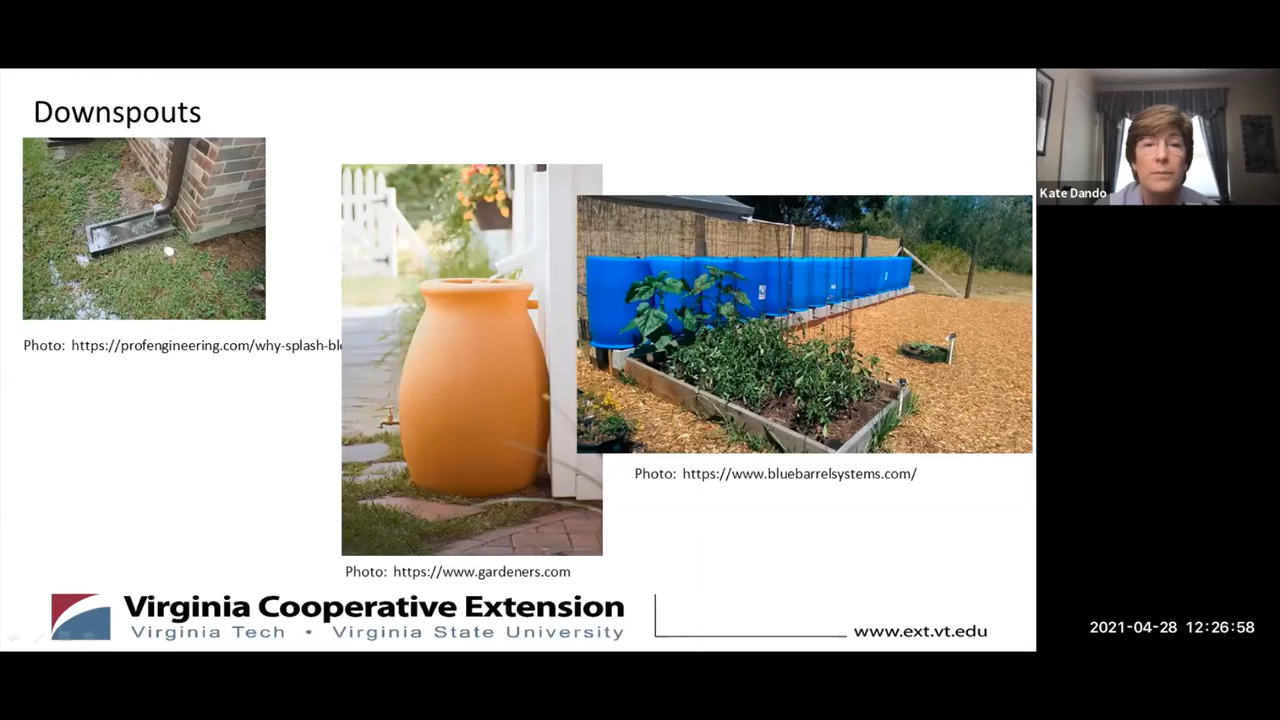 Downspouts
Kate Dando
Photo: https://profengineering.com/why-splash-bl
Photo: https://www.bluebarrelsystems.com/
Photo: https://www.gardeners.com
Virginia Cooperative Extension
Virginia Tech • Virginia State University
www.ext.vt.edu
2021-04-28 12:26:58